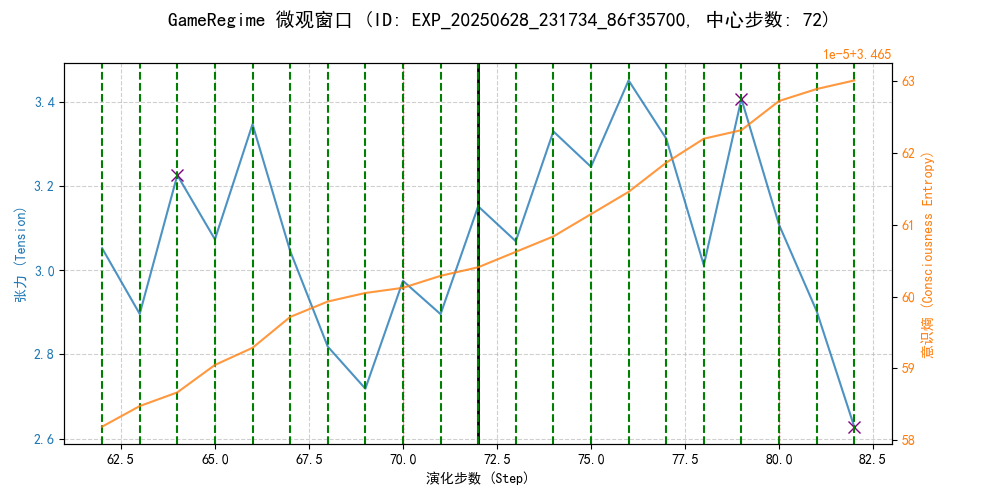 GameRegime 微观窗口 (ID: EXP_20250628_231734_86f35700, 中心步数: 72)
1e-5+3.465
张力 (Tension)
3.4
3.2
3.0
2.8
2.6
63
62
61
60
59
58
意识熵 (Consciousness Entropy)
62.5 65.0 67.5 70.0 72.5 75.0 77.5 80.0 82.5
演化步数 (Step)